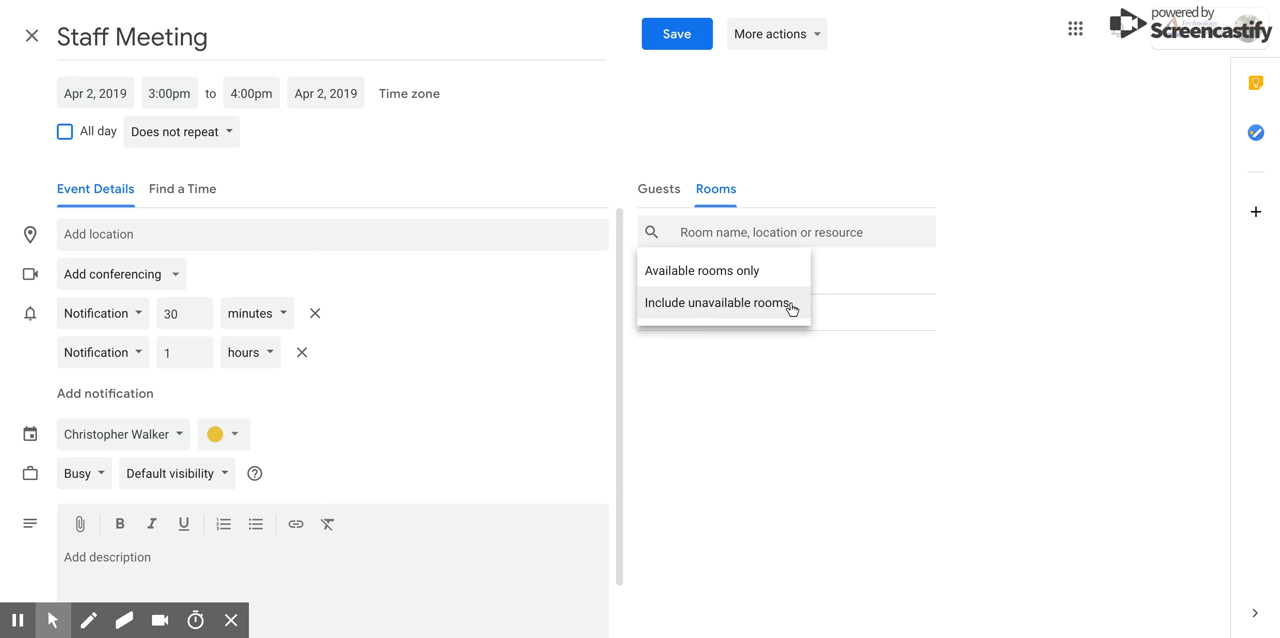 Staff Meeting
Save
More actions
powered by
Screencastify
Apr 2, 2019 3:00pm to 4:00pm Apr 2, 2019 Time zone
All day Does not repeat
Event Details Find a Time
Guests Rooms
Add location
Room name, location or resource
Add conferencing
Available rooms only
Include unavailable rooms
Notification 30 minutes
Notification 1 hours
Add notification
Christopher Walker
Busy Default visibility
B I U
Add description